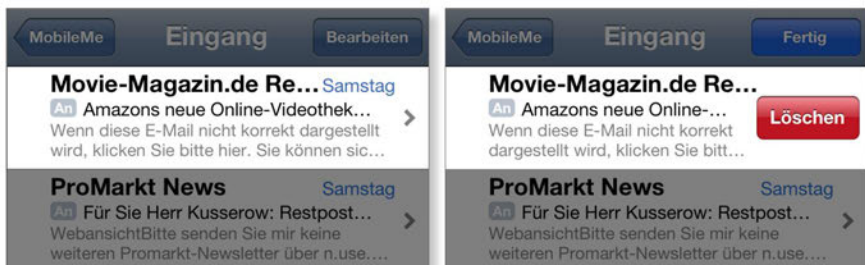 MobileMe
Eingang
Bearbeiten
Movie-Magazin.de Re... Samstag
An Amazons neue Online-Videothek...
Wenn diese E-Mail nicht korrekt dargestellt
wird, klicken Sie bitte hier. Sie können sic...
ProMarkt News Samstag
An Für Sie Herr Kusserow: Restpost...
WebansichtBitte senden Sie mir keine
weiteren Promarkt-Newsletter über n.use....
MobileMe
Eingang
Fertig
Movie-Magazin.de Re...
An Amazons neue Online-...
Wenn diese E-Mail nicht korrekt
dargestellt wird, klicken Sie bitt...
Löschen
ProMarkt News Samstag
An Für Sie Herr Kusserow: Restpost...
WebansichtBitte senden Sie mir keine
weiteren Promarkt-Newsletter über n.use....